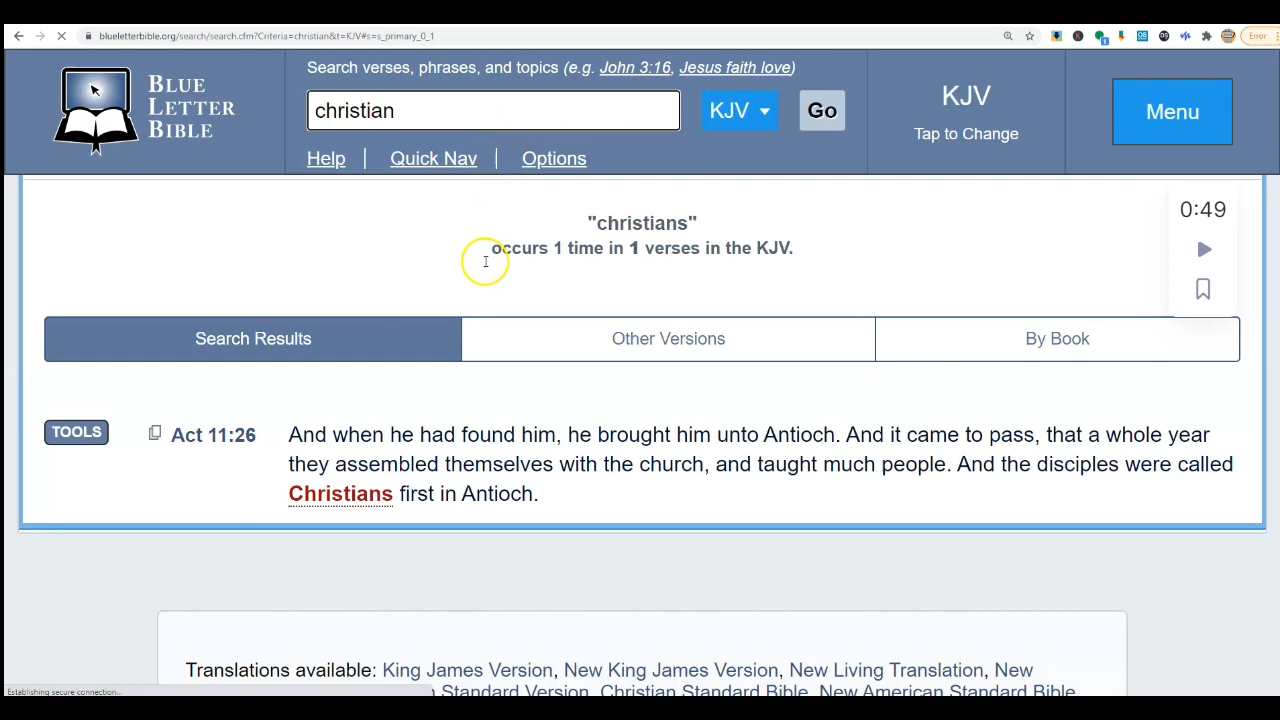 blueletterbible.org/search/search.cfm?Criteria=christian&t=KJV#s=s_primary_0_1
Error
BLUE
LETTER
BIBLE
Search verses, phrases, and topics (e.g. John 3:16, Jesus faith love)
christian
KJV
Go
Help | Quick Nav | Options
KJV
Tap to Change
Menu
"christians"
occurs 1 time in 1 verses in the KJV.
0:49
Search Results
Other Versions
By Book
TOOLS
Act 11:26
And when he had found him, he brought him unto Antioch. And it came to pass, that a whole year
they assembled themselves with the church, and taught much people. And the disciples were called
Christians first in Antioch.
Translations available: King James Version, New King James Version, New Living Translation, New
Standard Version, Christian Standard Bible, New American Standard Bible
Establishing secure connection...